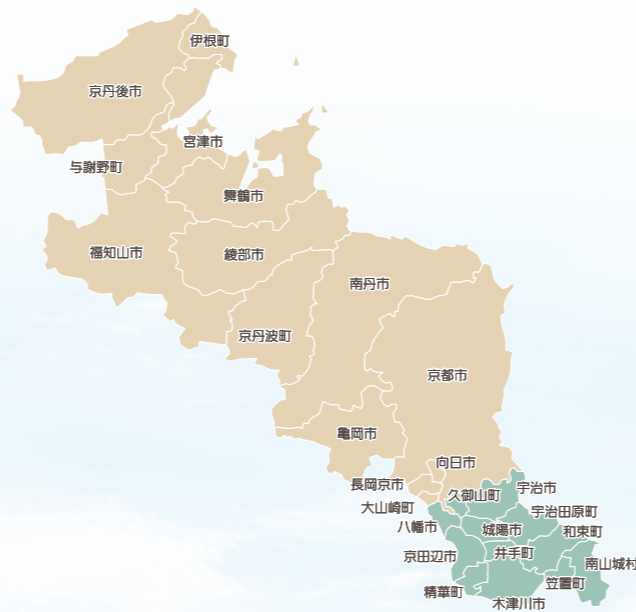 伊根町
京丹後市
宮津市
与謝野町
舞鶴市
福知山市
綾部市
南丹市
京丹波町
京都市
亀岡市
向日市
長岡京市
久御山町
宇治市
大山崎町
宇治田原町
八幡市
城陽市
和束町
京田辺市
井手町
南山城村
笠置町
精華町
木津川市